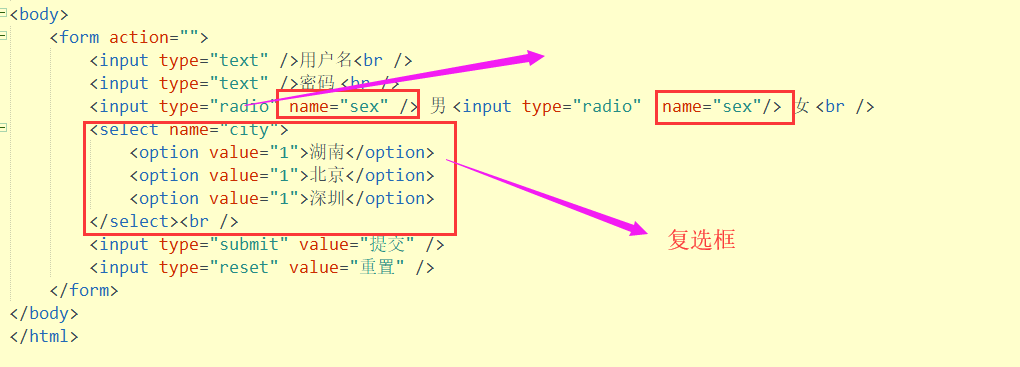 <body>
<form action="">
<input type="text" />用户名<br />
<input type="text" />密码<br />
<input type="radio" name="sex" /> 男<input type="radio" name="sex"/> 女<br />
<select name="city">
<option value="1">湖南</option>
<option value="1">北京</option>
<option value="1">深圳</option>
</select><br />
复选框
<input type="submit" value="提交" />
<input type="reset" value="重置" />
</form>
</body>
</html>